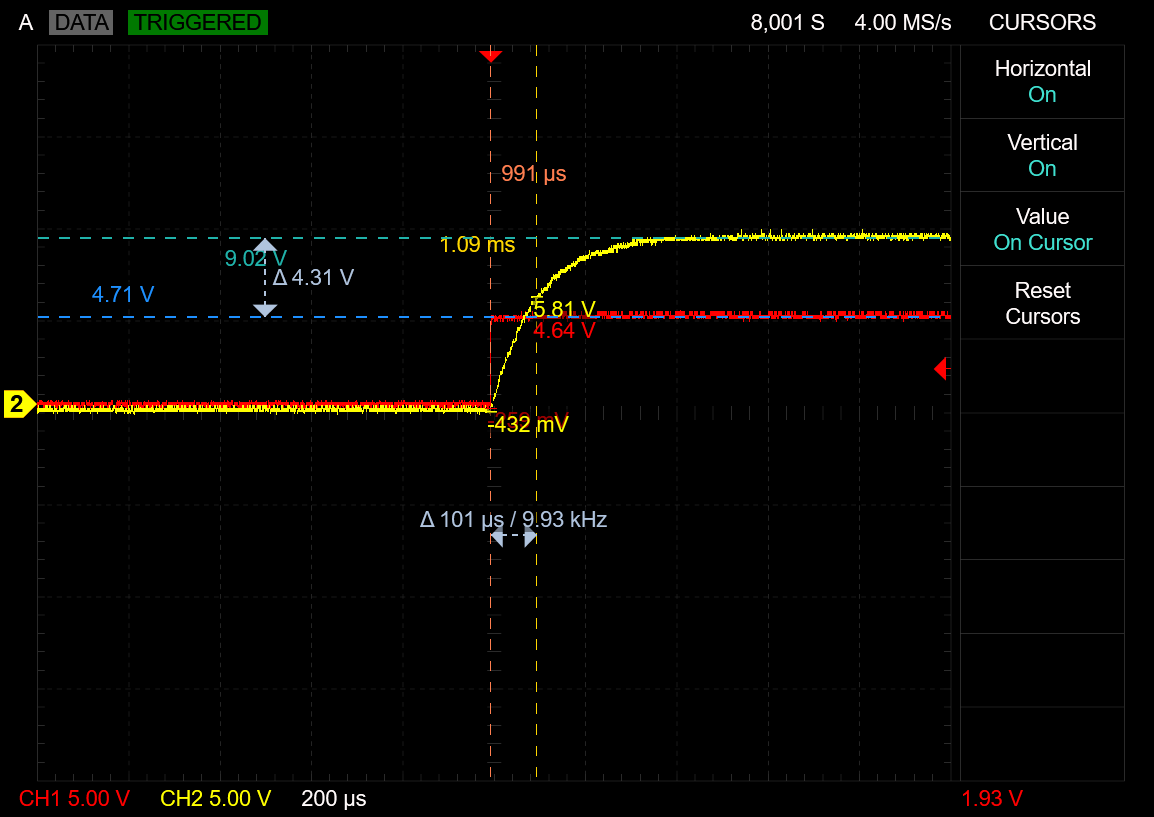 A DATA TRIGGERED 8,001 S 4.00 MS/s CURSORS
Horizontal
On
Vertical
On
Value
On Cursor
Reset
Cursors
991 µs
1.09 ms
9.02 V
Δ 4.31 V
4.71 V
5.81 V
4.64 V
2
-432 mV
Δ 101 µs / 9.93 kHz
CH1 5.00 V CH2 5.00 V 200 µs 1.93 V